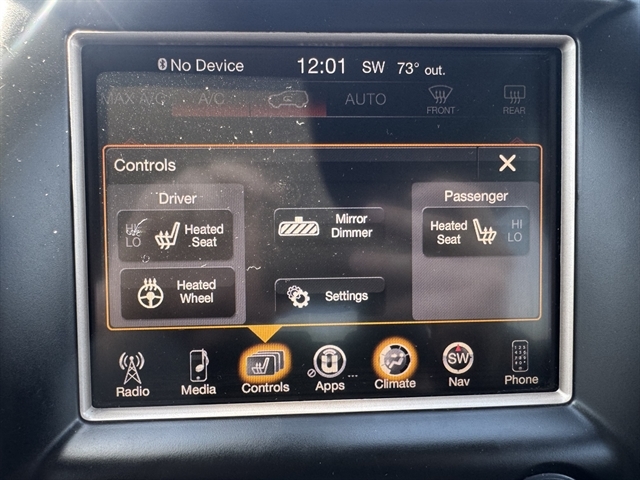 No Device 12:01 SW 73° out.
MAX A/C A/C AUTO FRONT REAR
Controls
Driver
Passenger
HI
LO
Heated
Seat
Mirror
Dimmer
Heated
Seat
HI
LO
Heated
Wheel
Settings
Radio
Media
Controls
Apps
...
Climate
SW
Nav
Phone